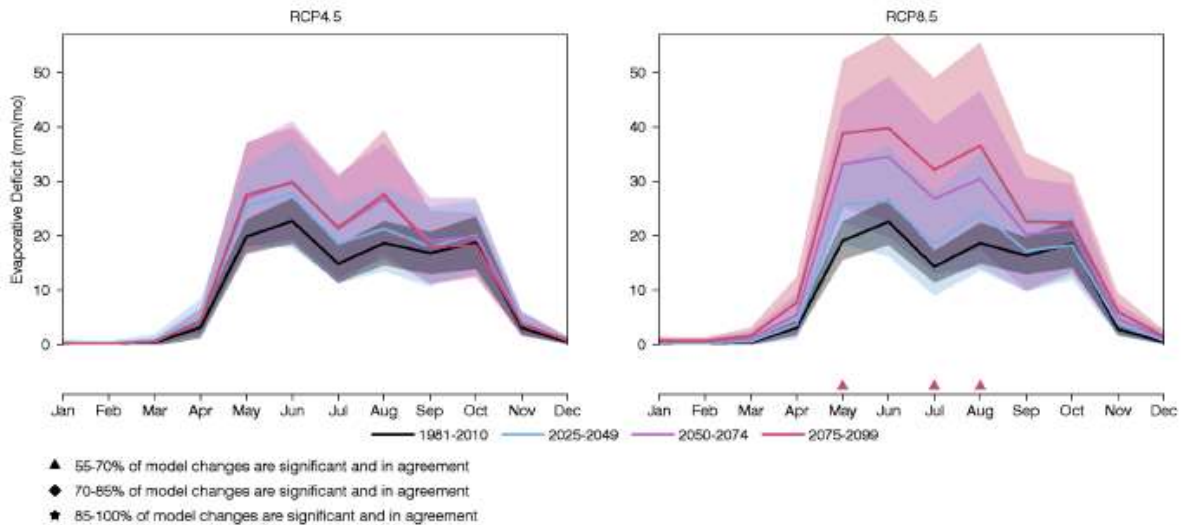 RCP4.5
RCP8.5
Evaporative Deficit (mm/mo)
50
40
30
20
10
0
50
40
30
20
10
0
Jan Feb Mar Apr May Jun Jul Aug Sep Oct Nov Dec
Jan Feb Mar Apr May Jun Jul Aug Sep Oct Nov Dec
1981-2010 2025-2049 2050-2074 2075-2099
55-70% of model changes are significant and in agreement
70-85% of model changes are significant and in agreement
85-100% of model changes are significant and in agreement